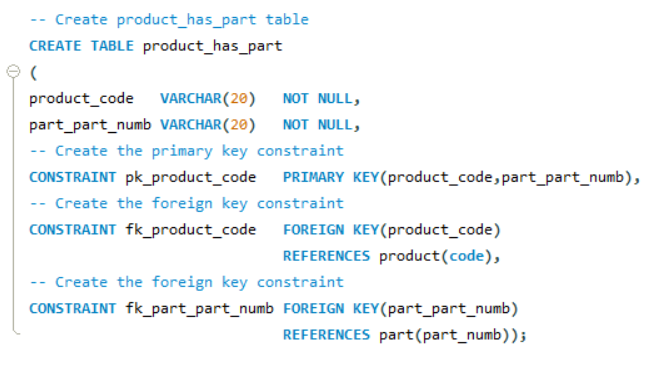 -- Create product_has_part table
CREATE TABLE product_has_part
(
product_code VARCHAR(20) NOT NULL,
part_part_numb VARCHAR(20) NOT NULL,
-- Create the primary key constraint
CONSTRAINT pk_product_code PRIMARY KEY(product_code,part_part_numb),
-- Create the foreign key constraint
CONSTRAINT fk_product_code FOREIGN KEY(product_code)
REFERENCES product(code),
-- Create the foreign key constraint
CONSTRAINT fk_part_part_numb FOREIGN KEY(part_part_numb)
REFERENCES part(part_numb));